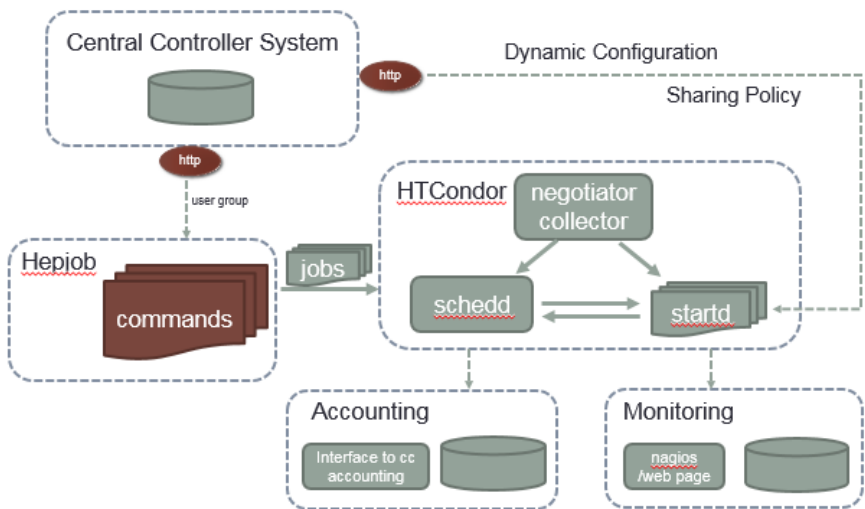 Central Controller System
http
Dynamic Configuration
Sharing Policy
http
user group
HTCondor
negotiator
collector
Hepjob
commands
jobs
schedd
startd
Accounting
Interface to cc
accounting
Monitoring
nagios
/web page